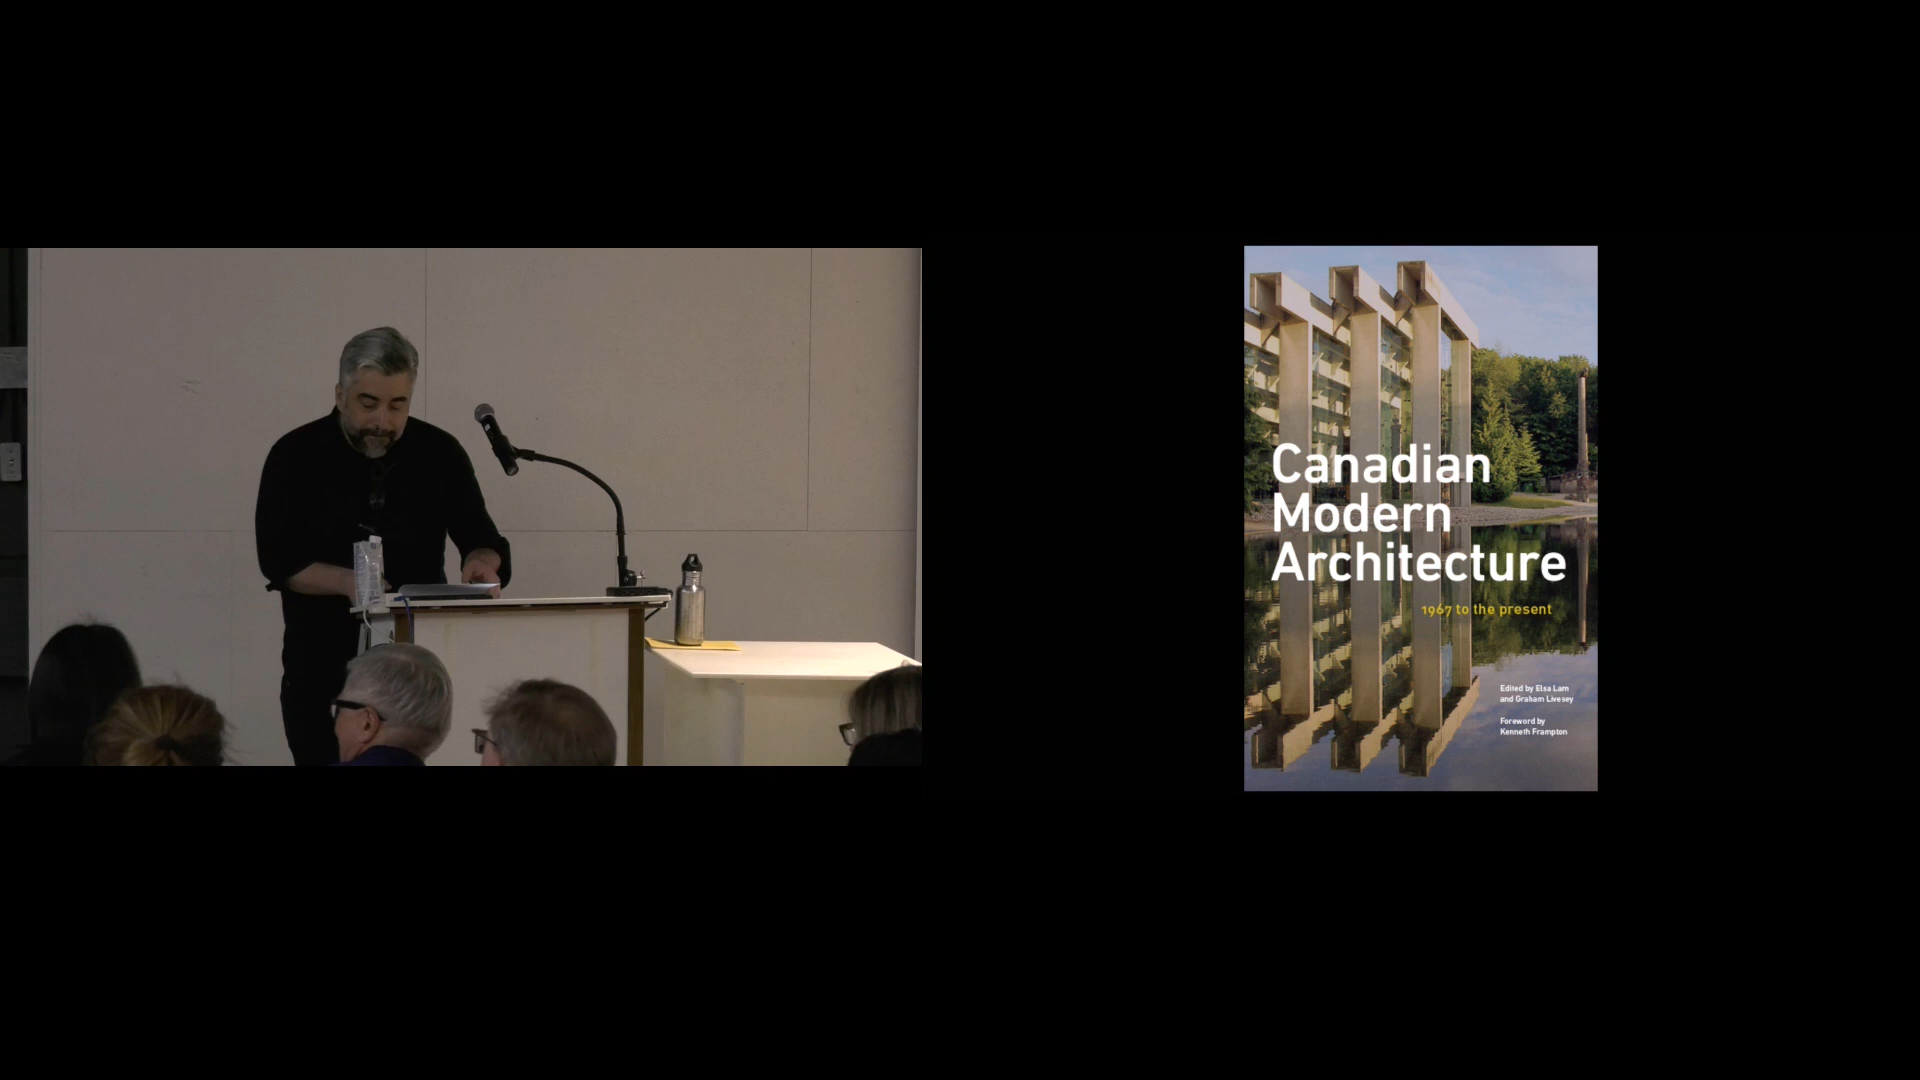 Canadian
Modern
Architecture
1967 to the present
Edited by Elsa Lam
and Graham Livesey
Foreword by
Kenneth Frampton